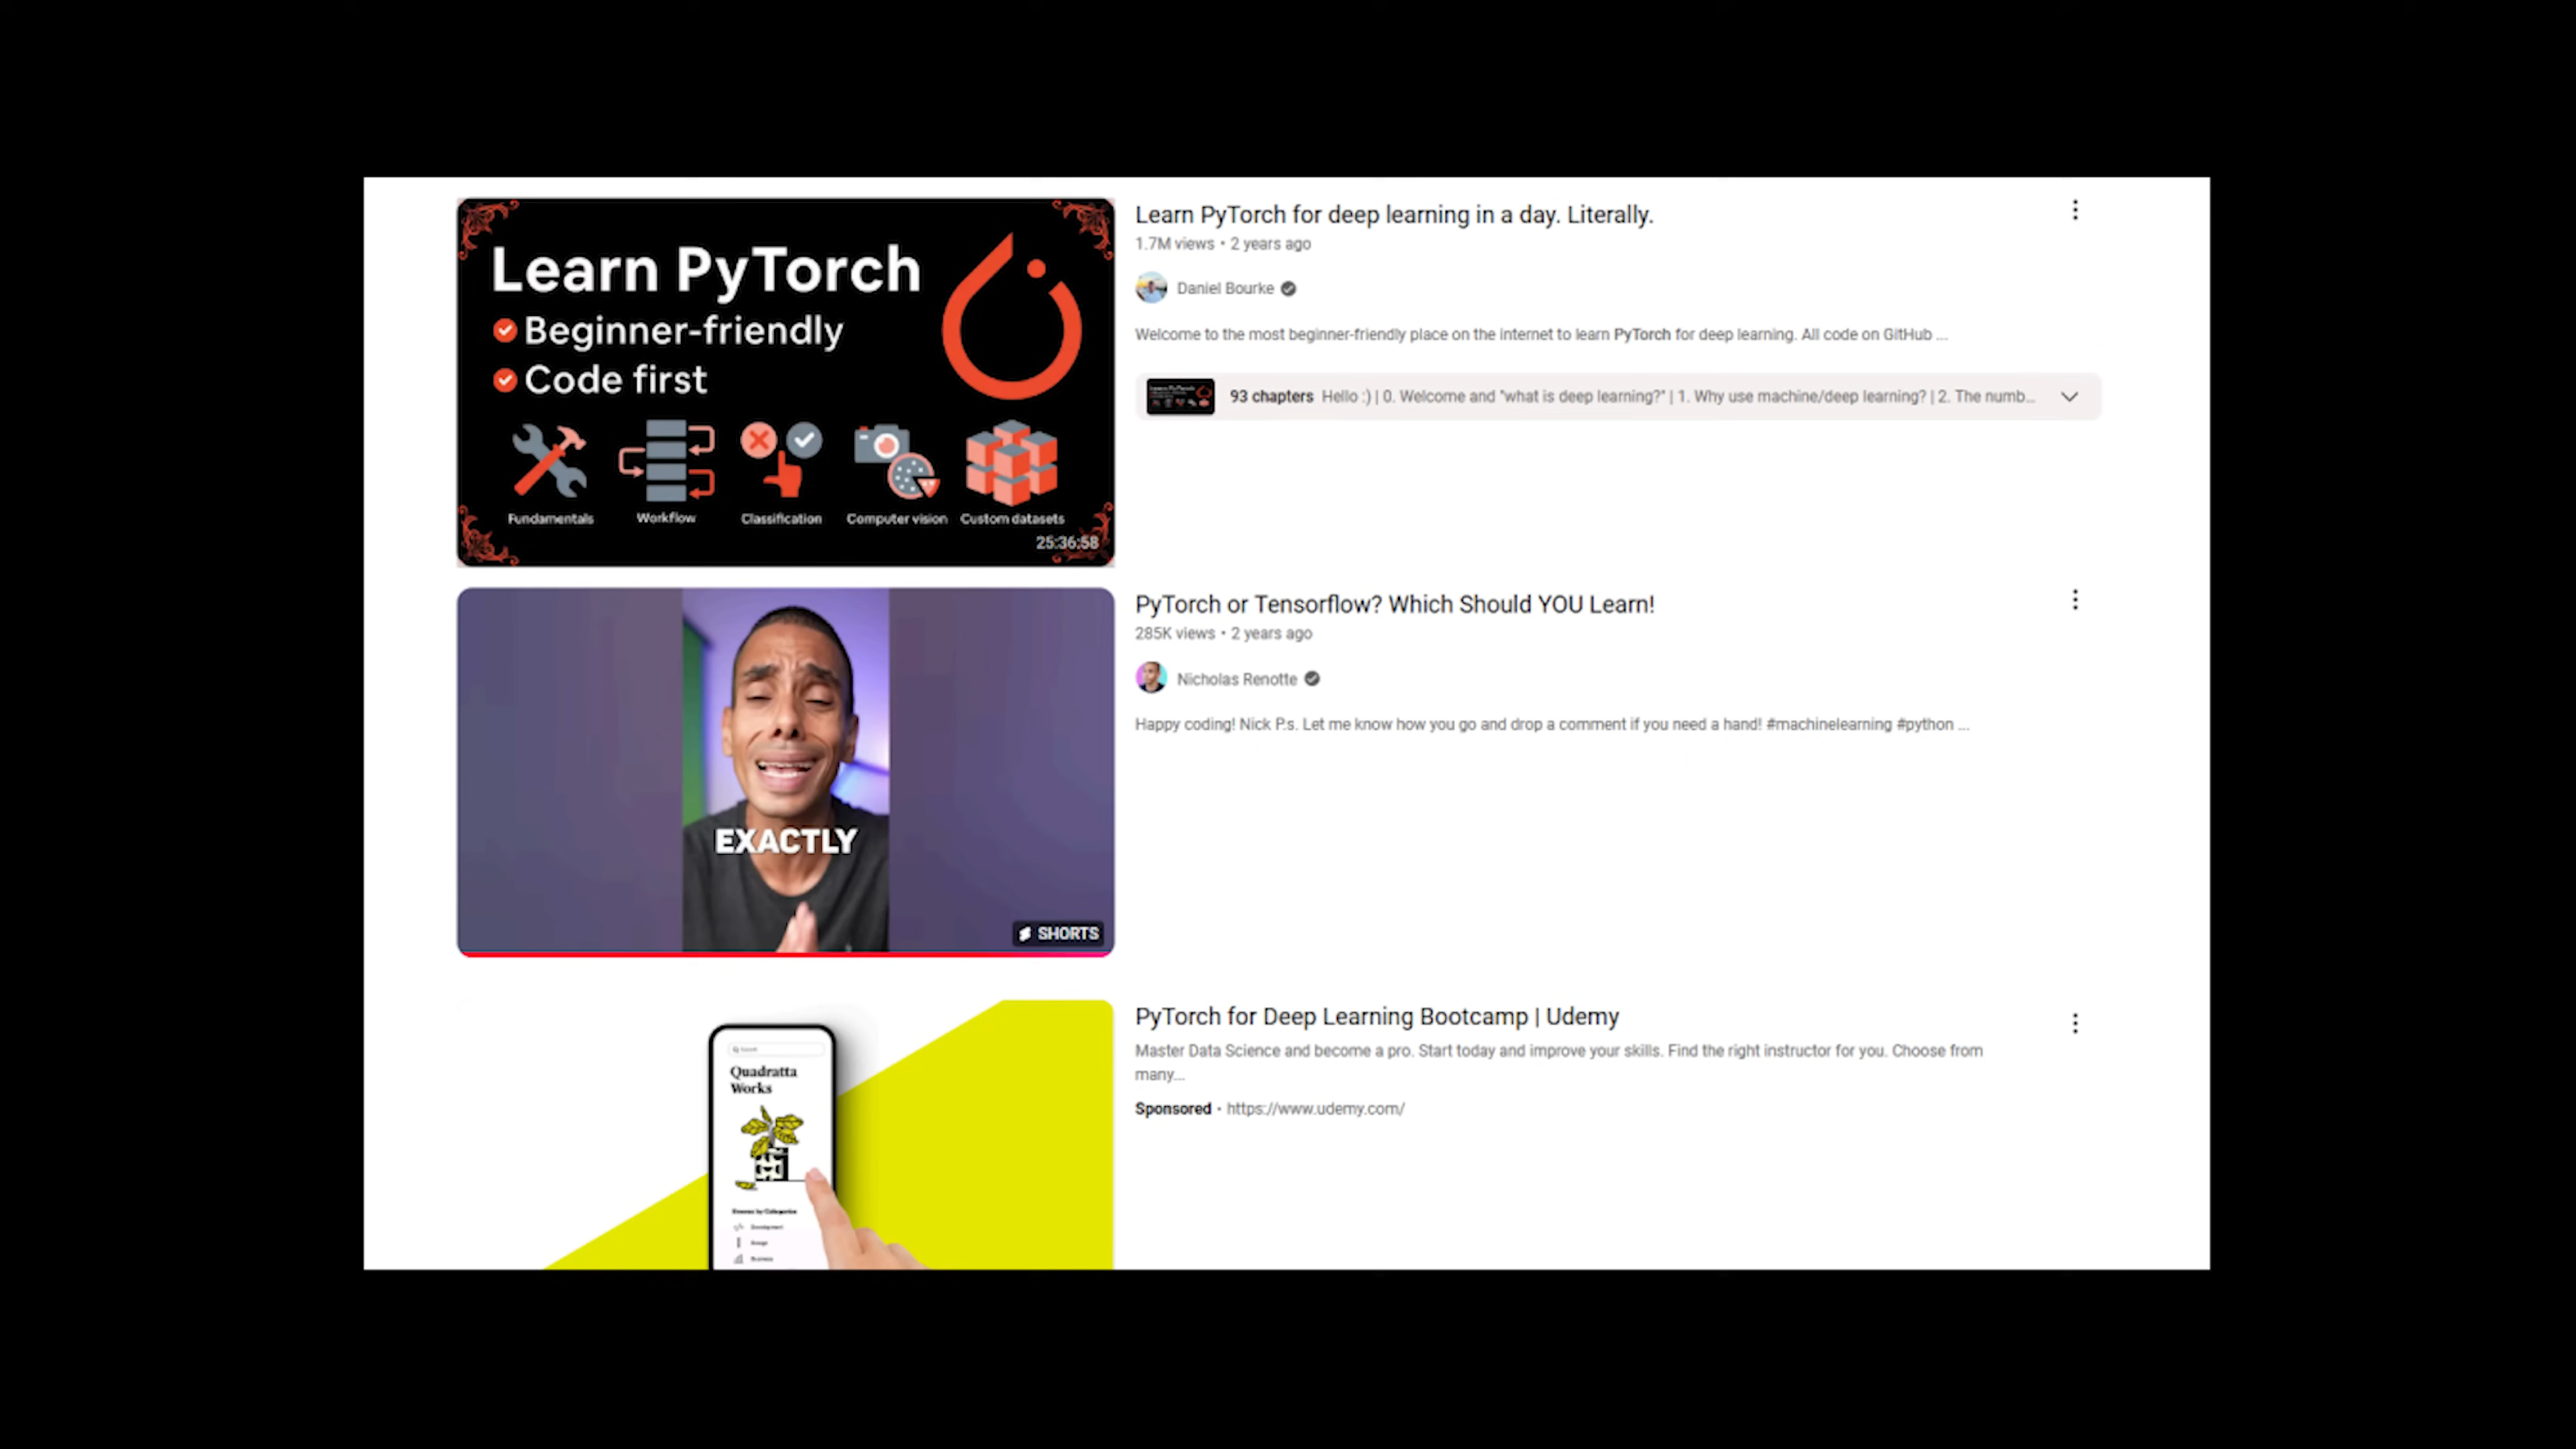 Learn PyTorch
Beginner-friendly
Code first
Fundamentals
Workflow
Classification
Computer vision
Custom datasets
25:36:58
Learn PyTorch for deep learning in a day. Literally.
1.7M views • 2 years ago
Daniel Bourke
Welcome to the most beginner-friendly place on the internet to learn PyTorch for deep learning. All code on GitHub ...
93 chapters Hello :) | 0. Welcome and "what is deep learning?" | 1. Why use machine/deep learning? | 2. The numb...
EXACTLY
SHORTS
PyTorch or Tensorflow? Which Should YOU Learn!
285K views • 2 years ago
Nicholas Renotte
Happy coding! Nick P.s. Let me know how you go and drop a comment if you need a hand! #machinelearning #python ...
Quadratta
Works
Browse by Categories
Development
Design
Business
PyTorch for Deep Learning Bootcamp | Udemy
Master Data Science and become a pro. Start today and improve your skills. Find the right instructor for you. Choose from
many...
Sponsored • https://www.udemy.com/